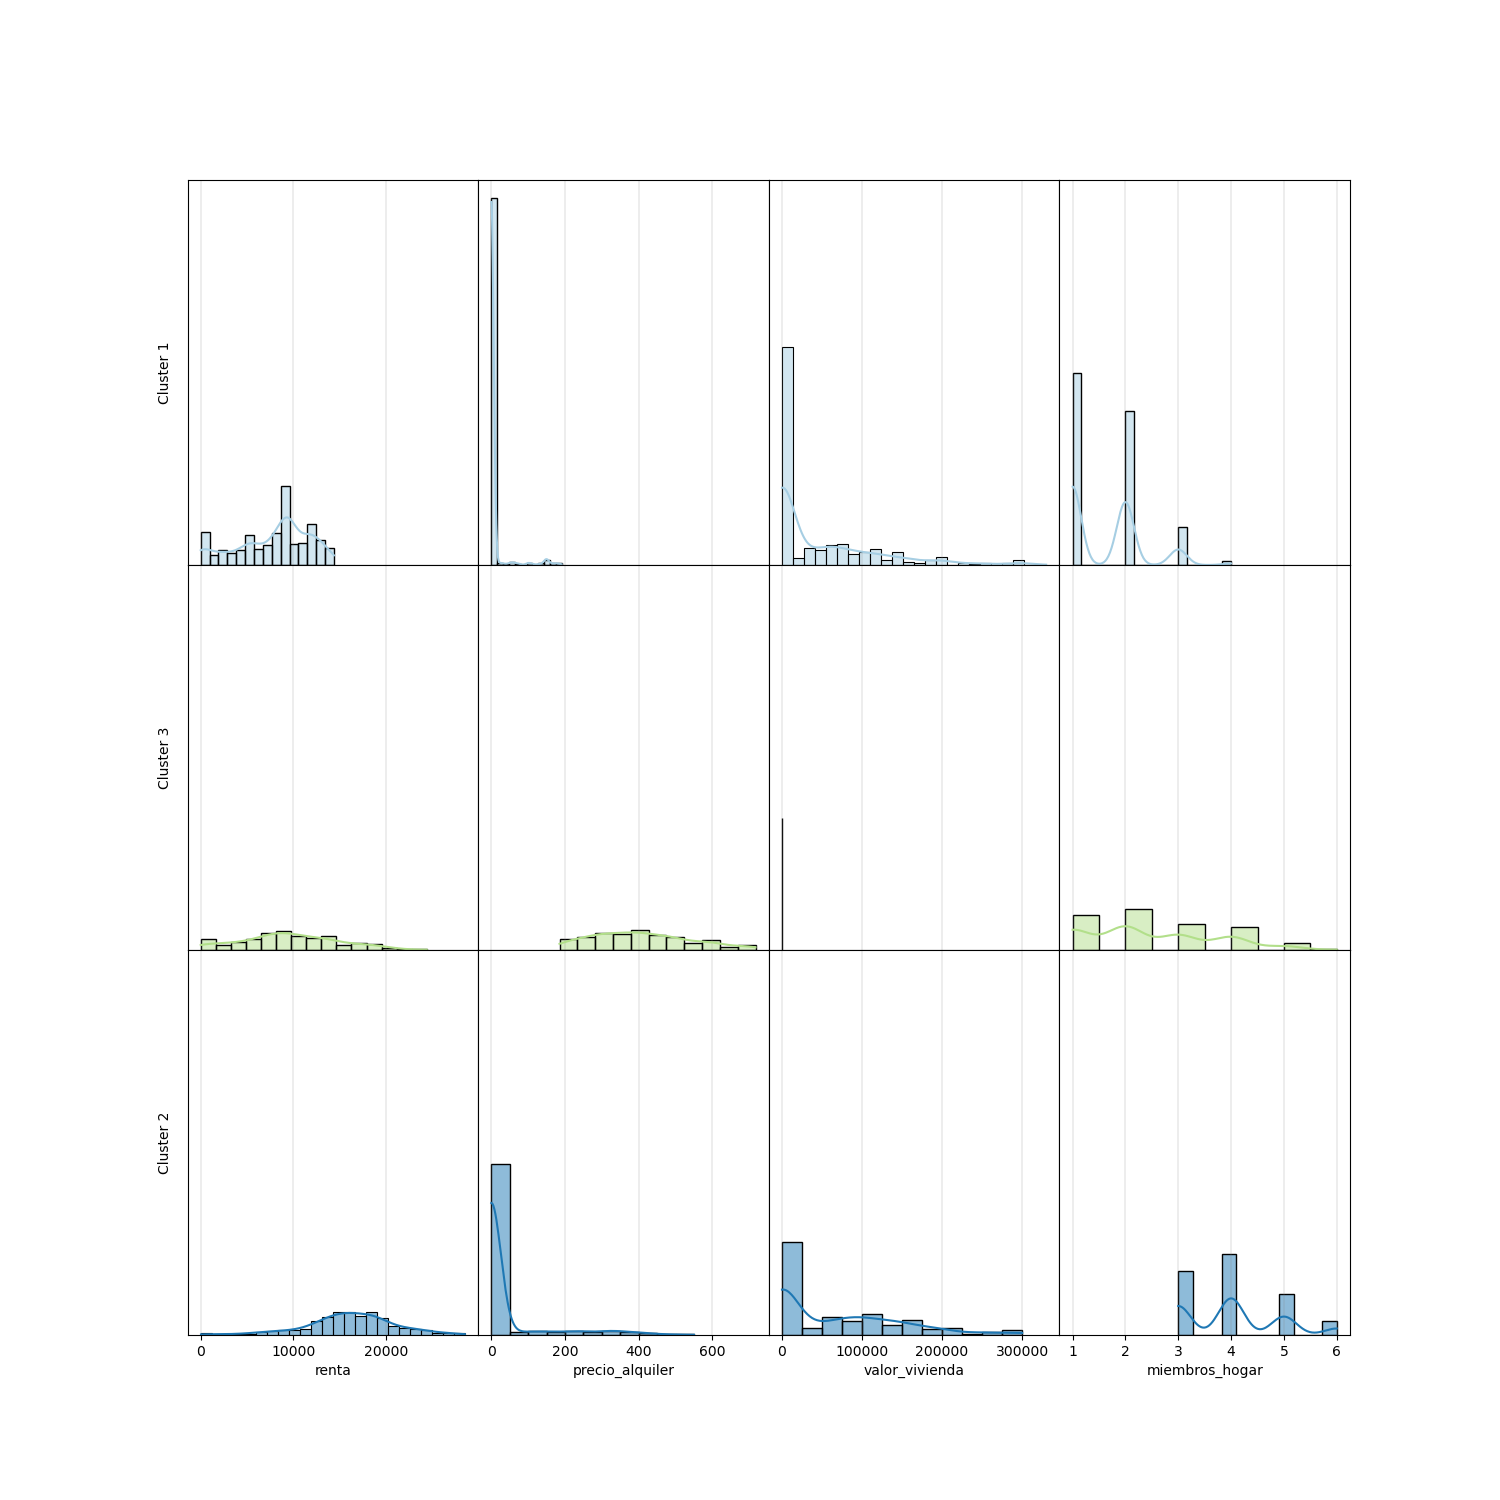 Cluster 1
Cluster 3
Cluster 2
0 10000 20000
renta
0 200 400 600
precio_alquiler
0 100000 200000 300000
valor_vivienda
1 2 3 4 5 6
miembros_hogar